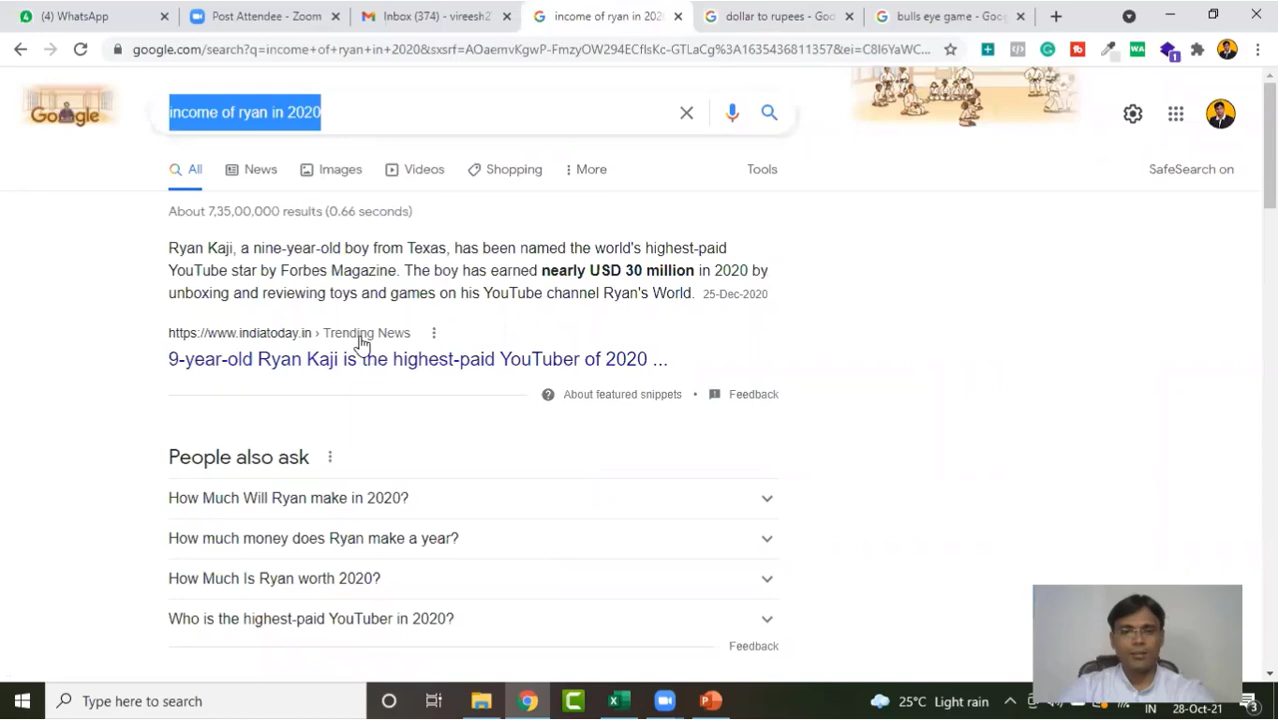 (4) WhatsApp
Post Attendee - Zoom
Inbox (374) - vireesh2
income of ryan in 202
dollar to rupees - Goo
bulls eye game - Goog
google.com/search?q=income+of+ryan+in+2020&sxsrf=AOaemvKgwP-FmzyOW294ECflsKc-GTLaCg%3A1635436811357&ei=C8l6YaWC...
WA
1
Google
income of ryan in 2020
All
News
Images
Videos
Shopping
More
Tools
SafeSearch on
About 7,35,00,000 results (0.66 seconds)
Ryan Kaji, a nine-year-old boy from Texas, has been named the world's highest-paid
YouTube star by Forbes Magazine. The boy has earned nearly USD 30 million in 2020 by
unboxing and reviewing toys and games on his YouTube channel Ryan's World. 25-Dec-2020
https://www.indiatoday.in › Trending News
9-year-old Ryan Kaji is the highest-paid YouTuber of 2020 ...
About featured snippets • Feedback
People also ask
How Much Will Ryan make in 2020?
How much money does Ryan make a year?
How Much Is Ryan worth 2020?
Who is the highest-paid YouTuber in 2020?
Feedback
Type here to search
25°C Light rain
IN
28-Oct-21
3